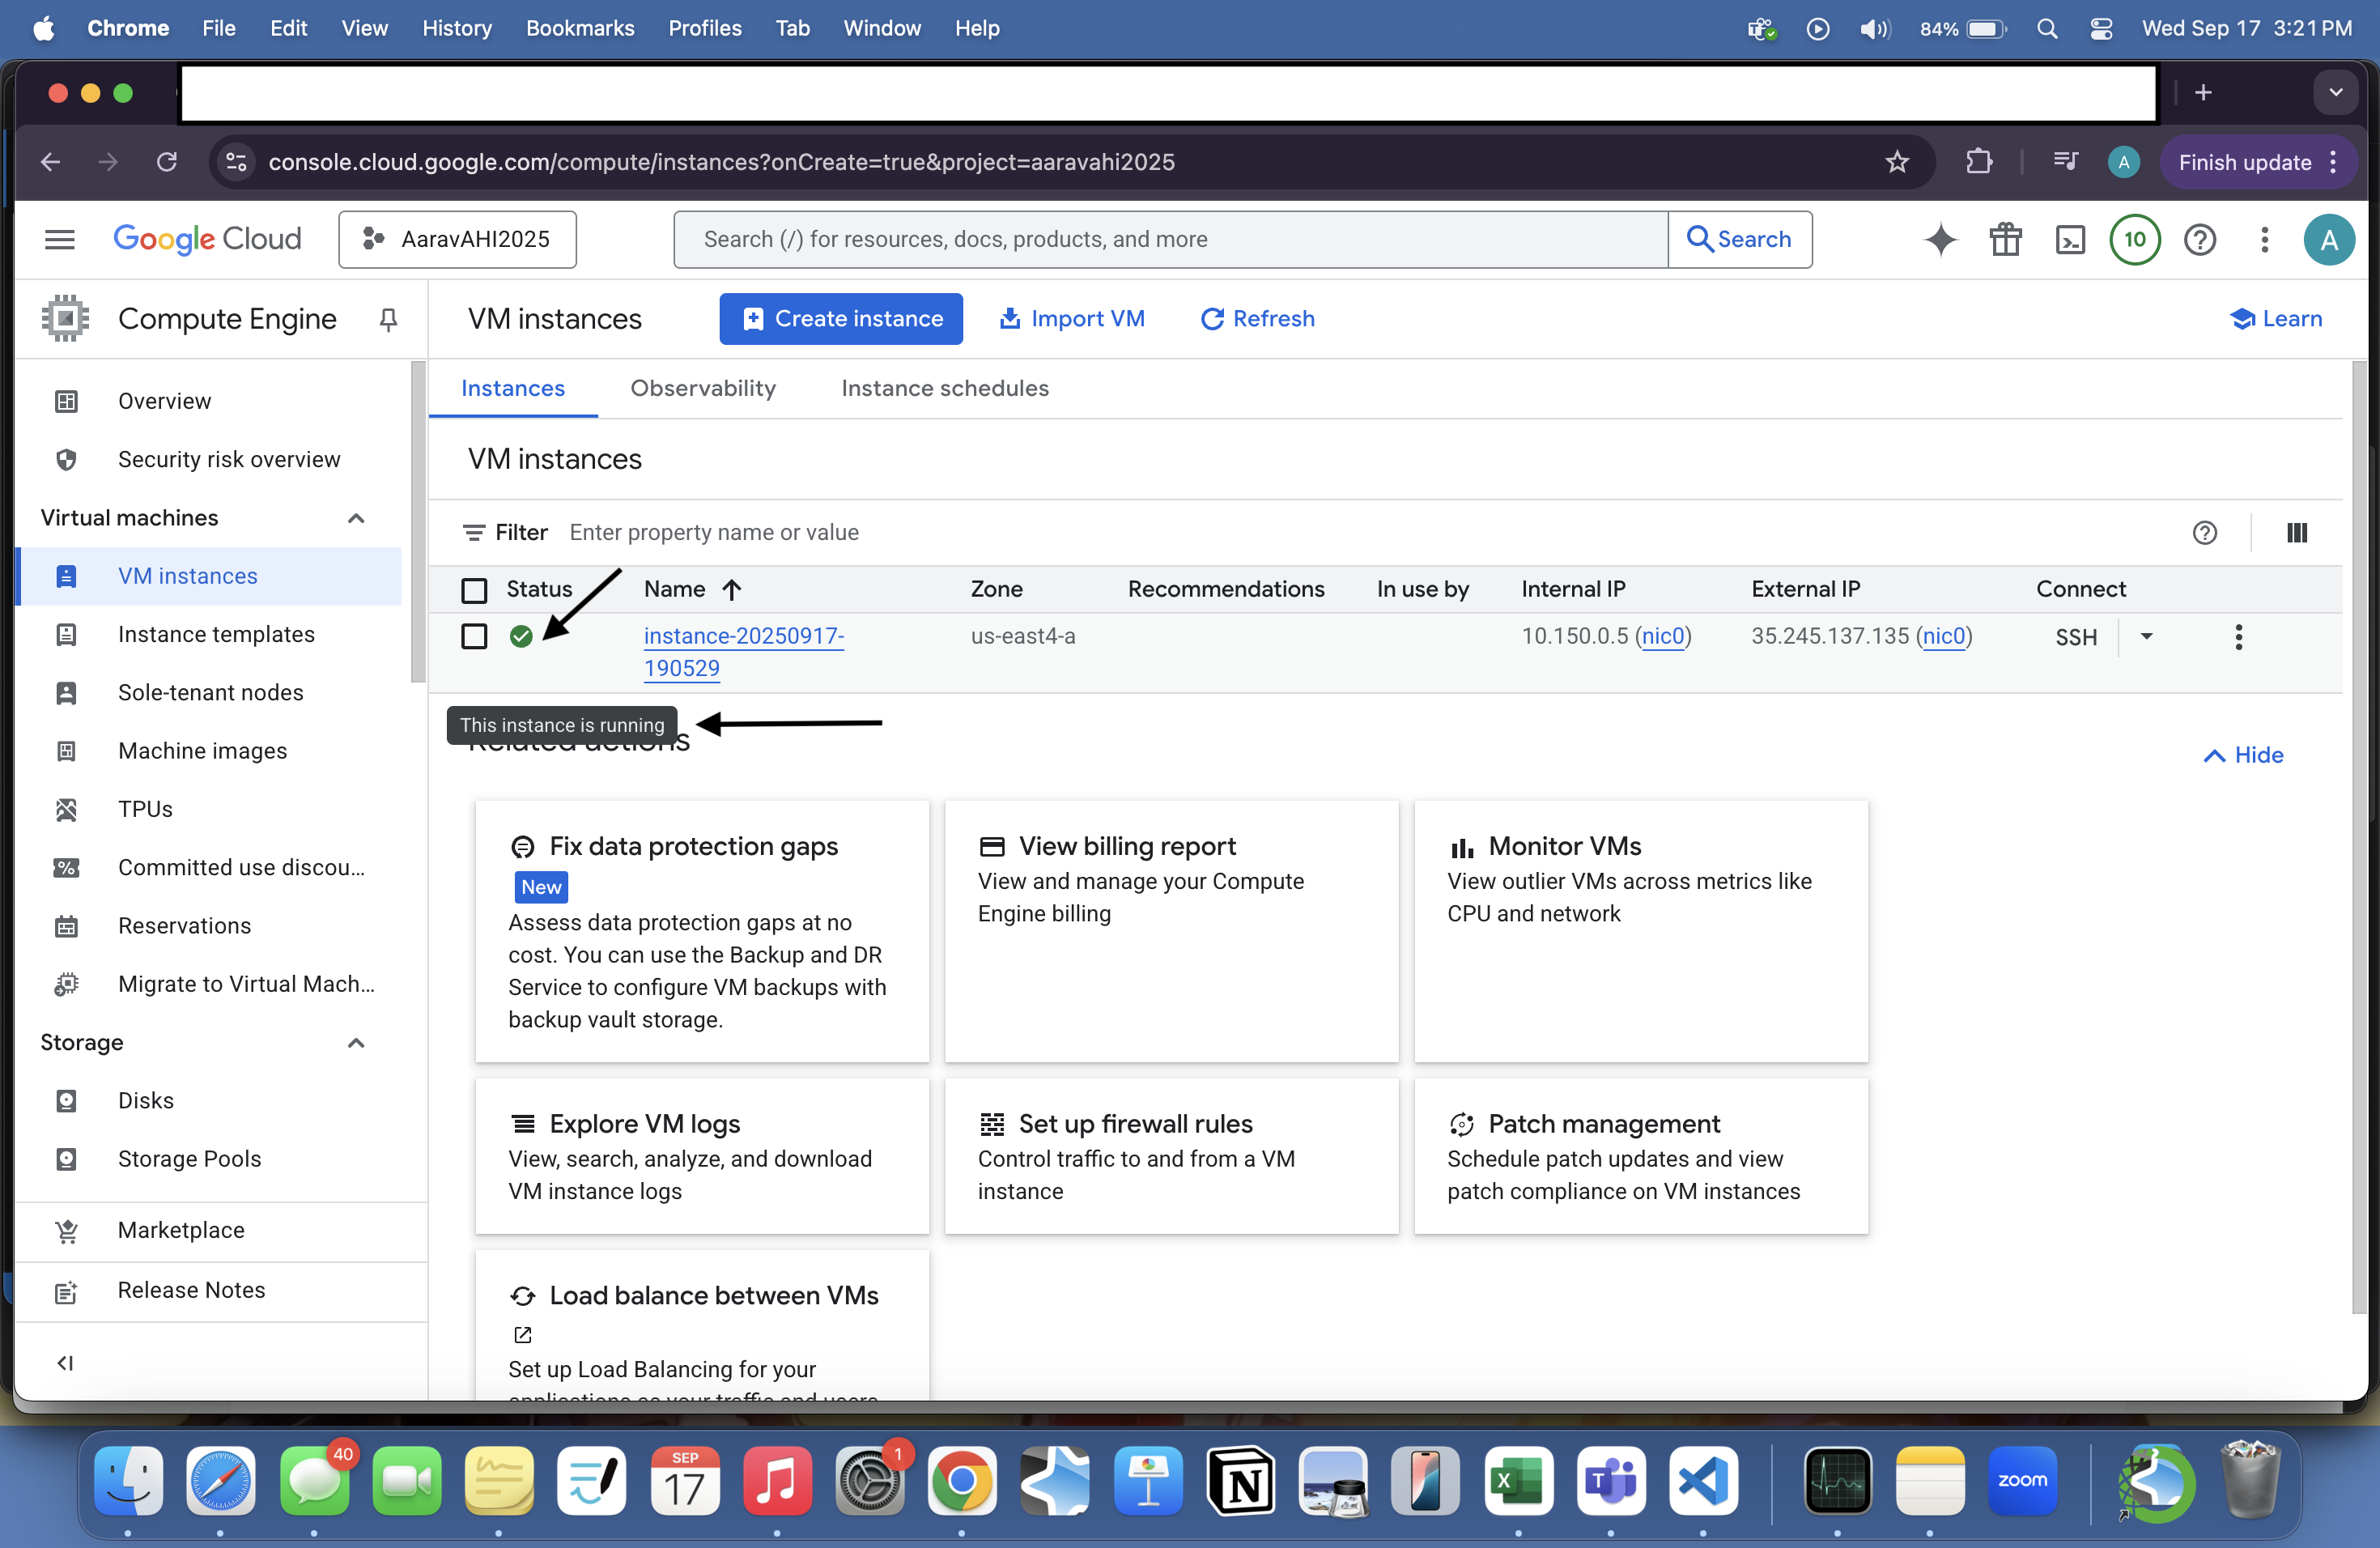 Chrome File Edit View History Bookmarks Profiles Tab Window Help 84% Wed Sep 17 3:21 PM
console.cloud.google.com/compute/instances?onCreate=true&project=aaravahi2025 A Finish update
Google Cloud AaravAHI2025 Search (/) for resources, docs, products, and more Search 10 A
Compute Engine
VM instances Create instance Import VM Refresh Learn
Overview
Security risk overview
Virtual machines
VM instances
Instance templates
Sole-tenant nodes
Machine images
TPUs
Committed use discou...
Reservations
Migrate to Virtual Mach...
Storage
Disks
Storage Pools
Marketplace
Release Notes
Instances Observability Instance schedules
VM instances
Filter Enter property name or value
Status Name Zone Recommendations In use by Internal IP External IP Connect
instance-20250917- us-east4-a 10.150.0.5 (nic0) 35.245.137.135 (nic0) SSH
190529
This instance is running
Related actions
Hide
Fix data protection gaps
New
Assess data protection gaps at no
cost. You can use the Backup and DR
Service to configure VM backups with
backup vault storage.
View billing report
View and manage your Compute
Engine billing
Monitor VMs
View outlier VMs across metrics like
CPU and network
Explore VM logs
View, search, analyze, and download
VM instance logs
Set up firewall rules
Control traffic to and from a VM
instance
Patch management
Schedule patch updates and view
patch compliance on VM instances
Load balance between VMs
Set up Load Balancing for your
applications as your traffic and users
40 SEP 17 1 N X T zoom